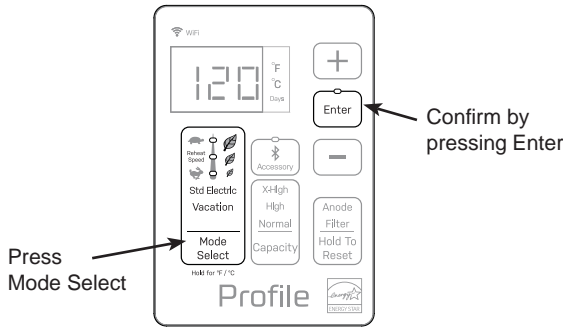 WiFi
120
°F
°C
Days
Enter
Confirm by
pressing Enter
Reheat
Speed
Std Electric
Vacation
Mode
Select
Hold for °F / °C
Accessory
X-High
High
Normal
Capacity
Anode
Filter
Hold To
Reset
Press
Mode Select
Profile
energy
ENERGY STAR